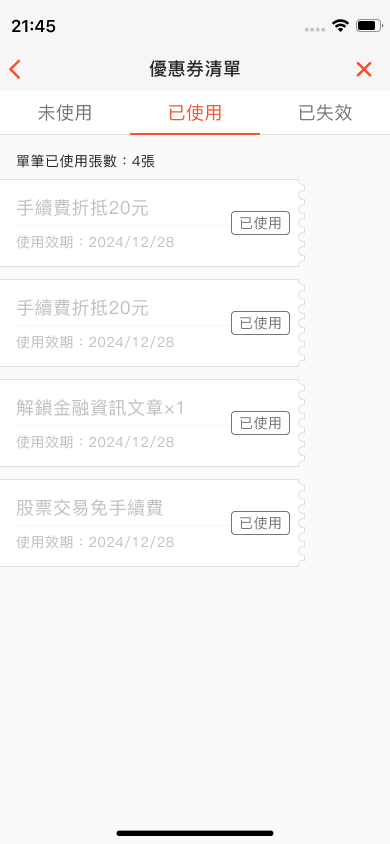 21:45
優惠券清單
未使用
已使用
已失效
單筆已使用張數：4張
手續費折抵20元
已使用
使用效期：2024/12/28
手續費折抵20元
已使用
使用效期：2024/12/28
解鎖金融資訊文章×1
已使用
使用效期：2024/12/28
股票交易免手續費
已使用
使用效期：2024/12/28